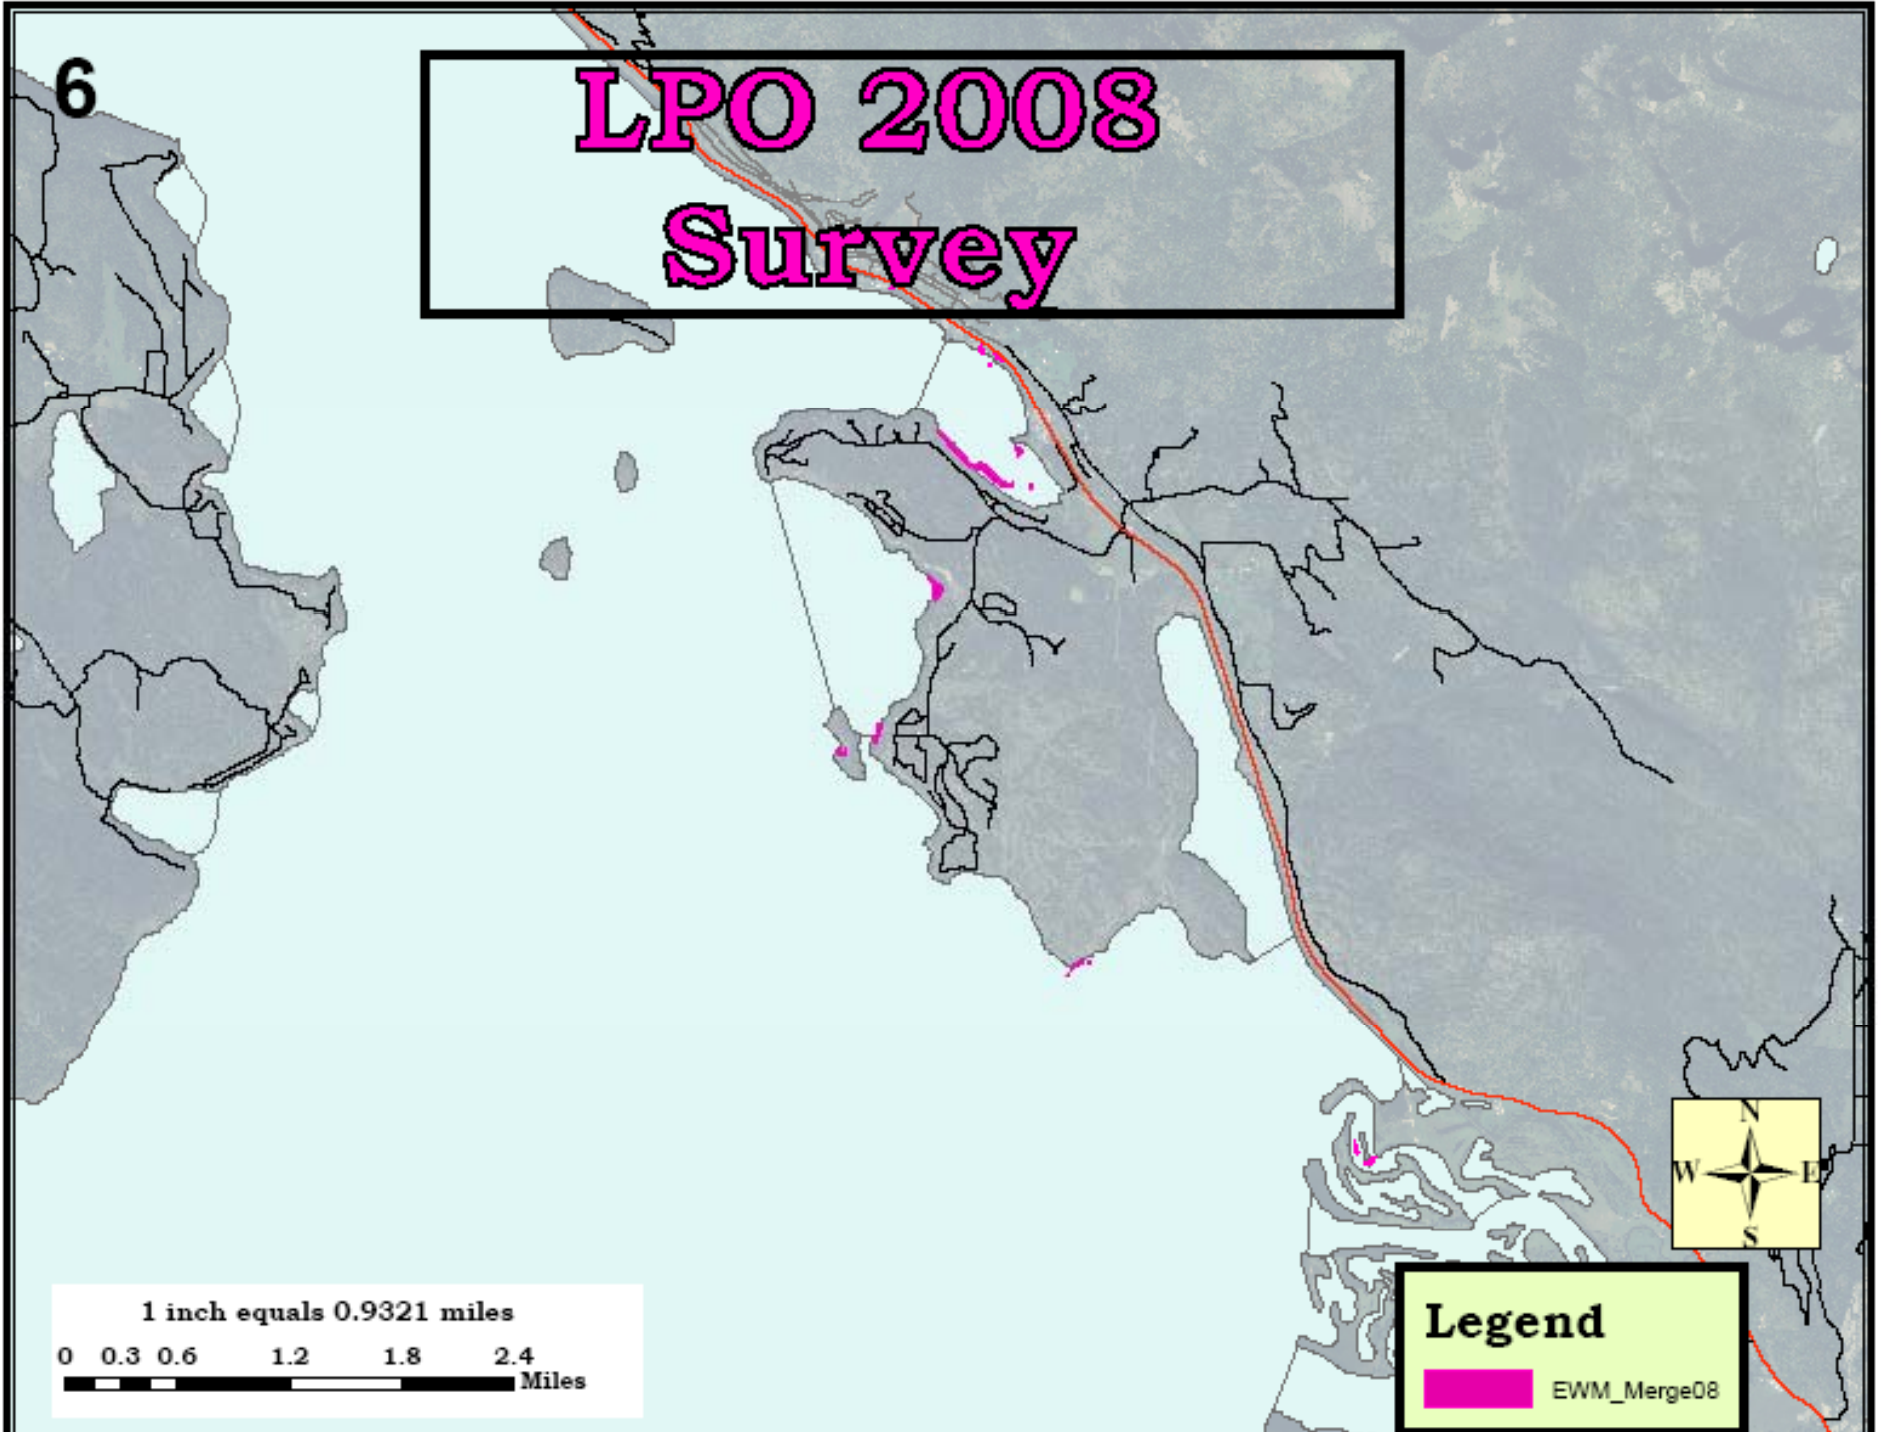 6
LPO 2008
Survey
N
W E
S
1 inch equals 0.9321 miles
0 0.3 0.6 1.2 1.8 2.4
Miles
Legend
EWM_Merge08